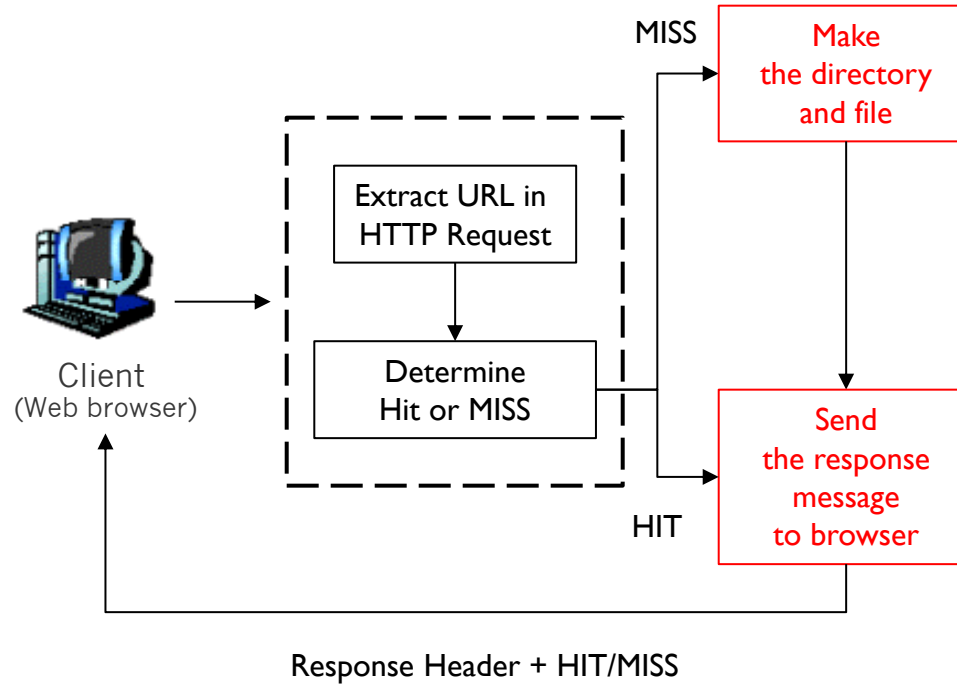 MISS
Make
the directory
and file
Extract URL in
HTTP Request
Client
(Web browser)
Determine
Hit or MISS
Send
the response
message
to browser
HIT
Response Header + HIT/MISS